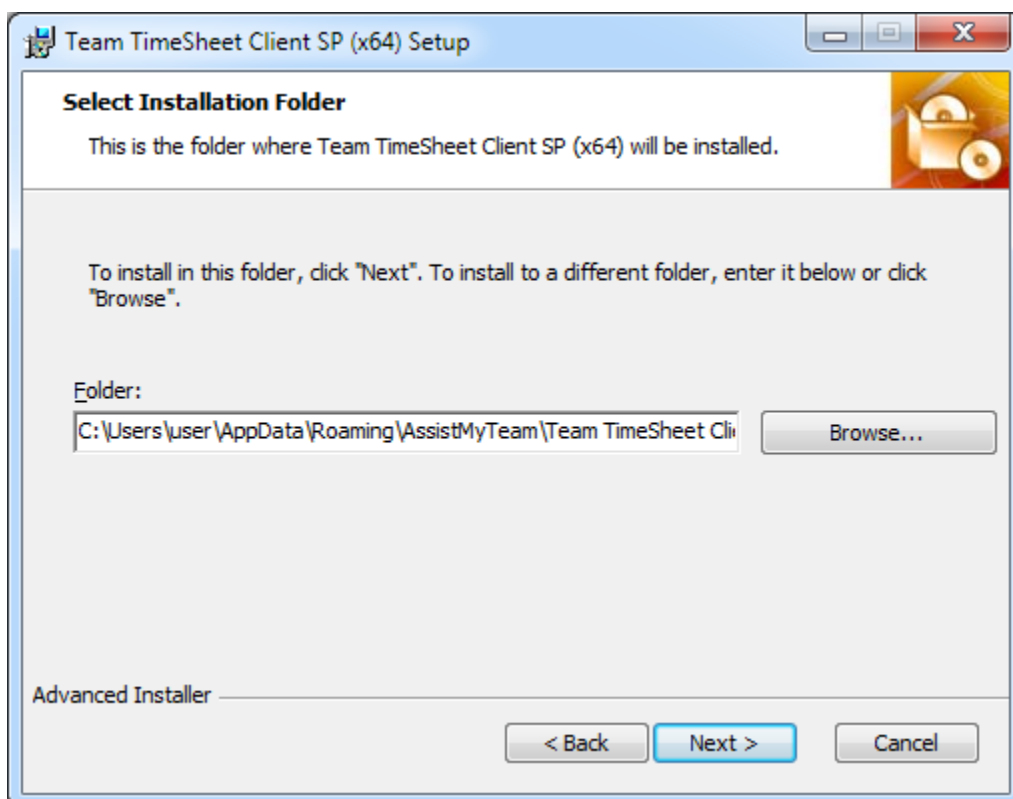 Team TimeSheet Client SP (x64) Setup
Select Installation Folder
This is the folder where Team TimeSheet Client SP (x64) will be installed.
To install in this folder, click "Next". To install to a different folder, enter it below or click
"Browse".
Folder:
C:\Users\user\AppData\Roaming\AssistMyTeam\Team TimeSheet Cli
Browse...
Advanced Installer
< Back
Next >
Cancel